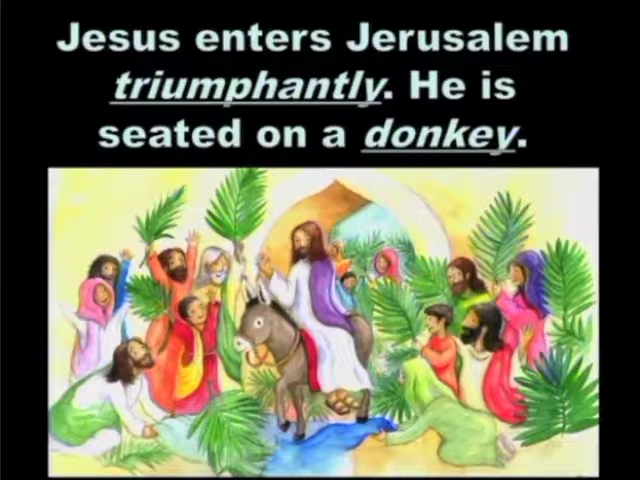 Jesus enters Jerusalem
triumphantly. He is
seated on a donkey.